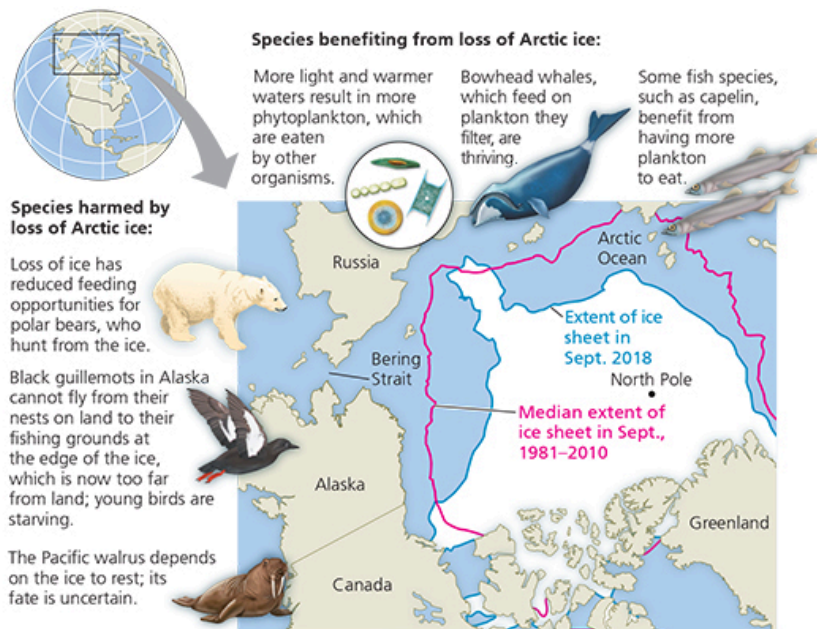 Species benefiting from loss of Arctic ice:
More light and warmer
waters result in more
phytoplankton, which
are eaten
by other
organisms.
Bowhead whales,
which feed on
plankton they
filter, are
thriving.
Some fish species,
such as capelin,
benefit from
having more
plankton
to eat.
Species harmed by
loss of Arctic ice:
Loss of ice has
reduced feeding
opportunities for
polar bears, who
hunt from the ice.
Black guillemots in Alaska
cannot fly from their
nests on land to their
fishing grounds at
the edge of the ice,
which is now too far
from land; young birds are
starving.
The Pacific walrus depends
on the ice to rest; its
fate is uncertain.
Russia
Arctic
Ocean
Extent of ice
sheet in
Sept. 2018
Bering
Strait
North Pole
Median extent of
ice sheet in Sept.,
1981–2010
Alaska
Greenland
Canada